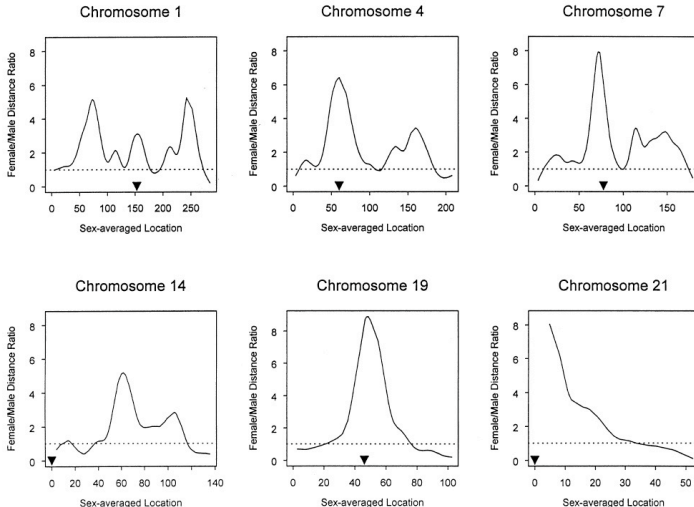 Chromosome 1
Chromosome 4
Chromosome 7
Female/Male Distance Ratio
8
6
4
2
0
0 50 100 150 200 250
Sex-averaged Location
Female/Male Distance Ratio
8
6
4
2
0
0 50 100 150 200
Sex-averaged Location
Female/Male Distance Ratio
8
6
4
2
0
0 50 100 150
Sex-averaged Location
Chromosome 14
Chromosome 19
Chromosome 21
Female/Male Distance Ratio
8
6
4
2
0
0 20 40 60 80 100 140
Sex-averaged Location
Female/Male Distance Ratio
8
6
4
2
0
0 20 40 60 80 100
Sex-averaged Location
Female/Male Distance Ratio
8
6
4
2
0
0 10 20 30 40 50
Sex-averaged Location